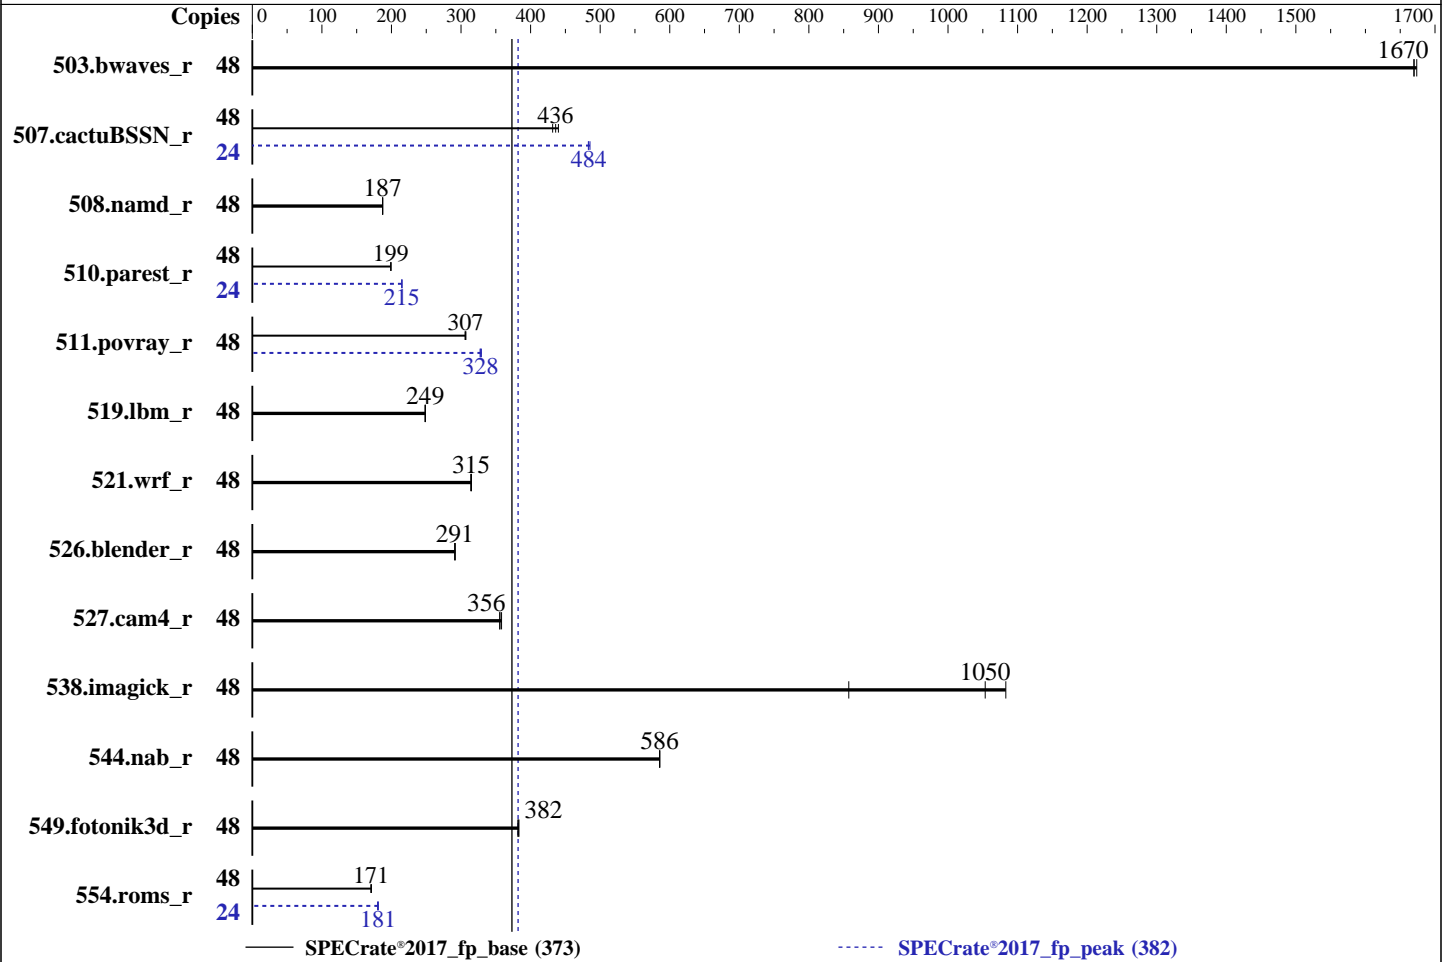 Copies 0 100 200 300 400 500 600 700 800 900 1000 1100 1200 1300 1400 1500 1700
1670
503.bwaves_r 48
48 436
507.cactuBSSN_r
24 484
187
508.namd_r 48
48 199
510.parest_r
24 215
307
511.povray_r 48
328
249
519.lbm_r 48
315
521.wrf_r 48
291
526.blender_r 48
356
527.cam4_r 48
1050
538.imagick_r 48
586
544.nab_r 48
382
549.fotonik3d_r 48
48 171
554.roms_r
24 181
SPECrate®2017_fp_base (373) SPECrate®2017_fp_peak (382)